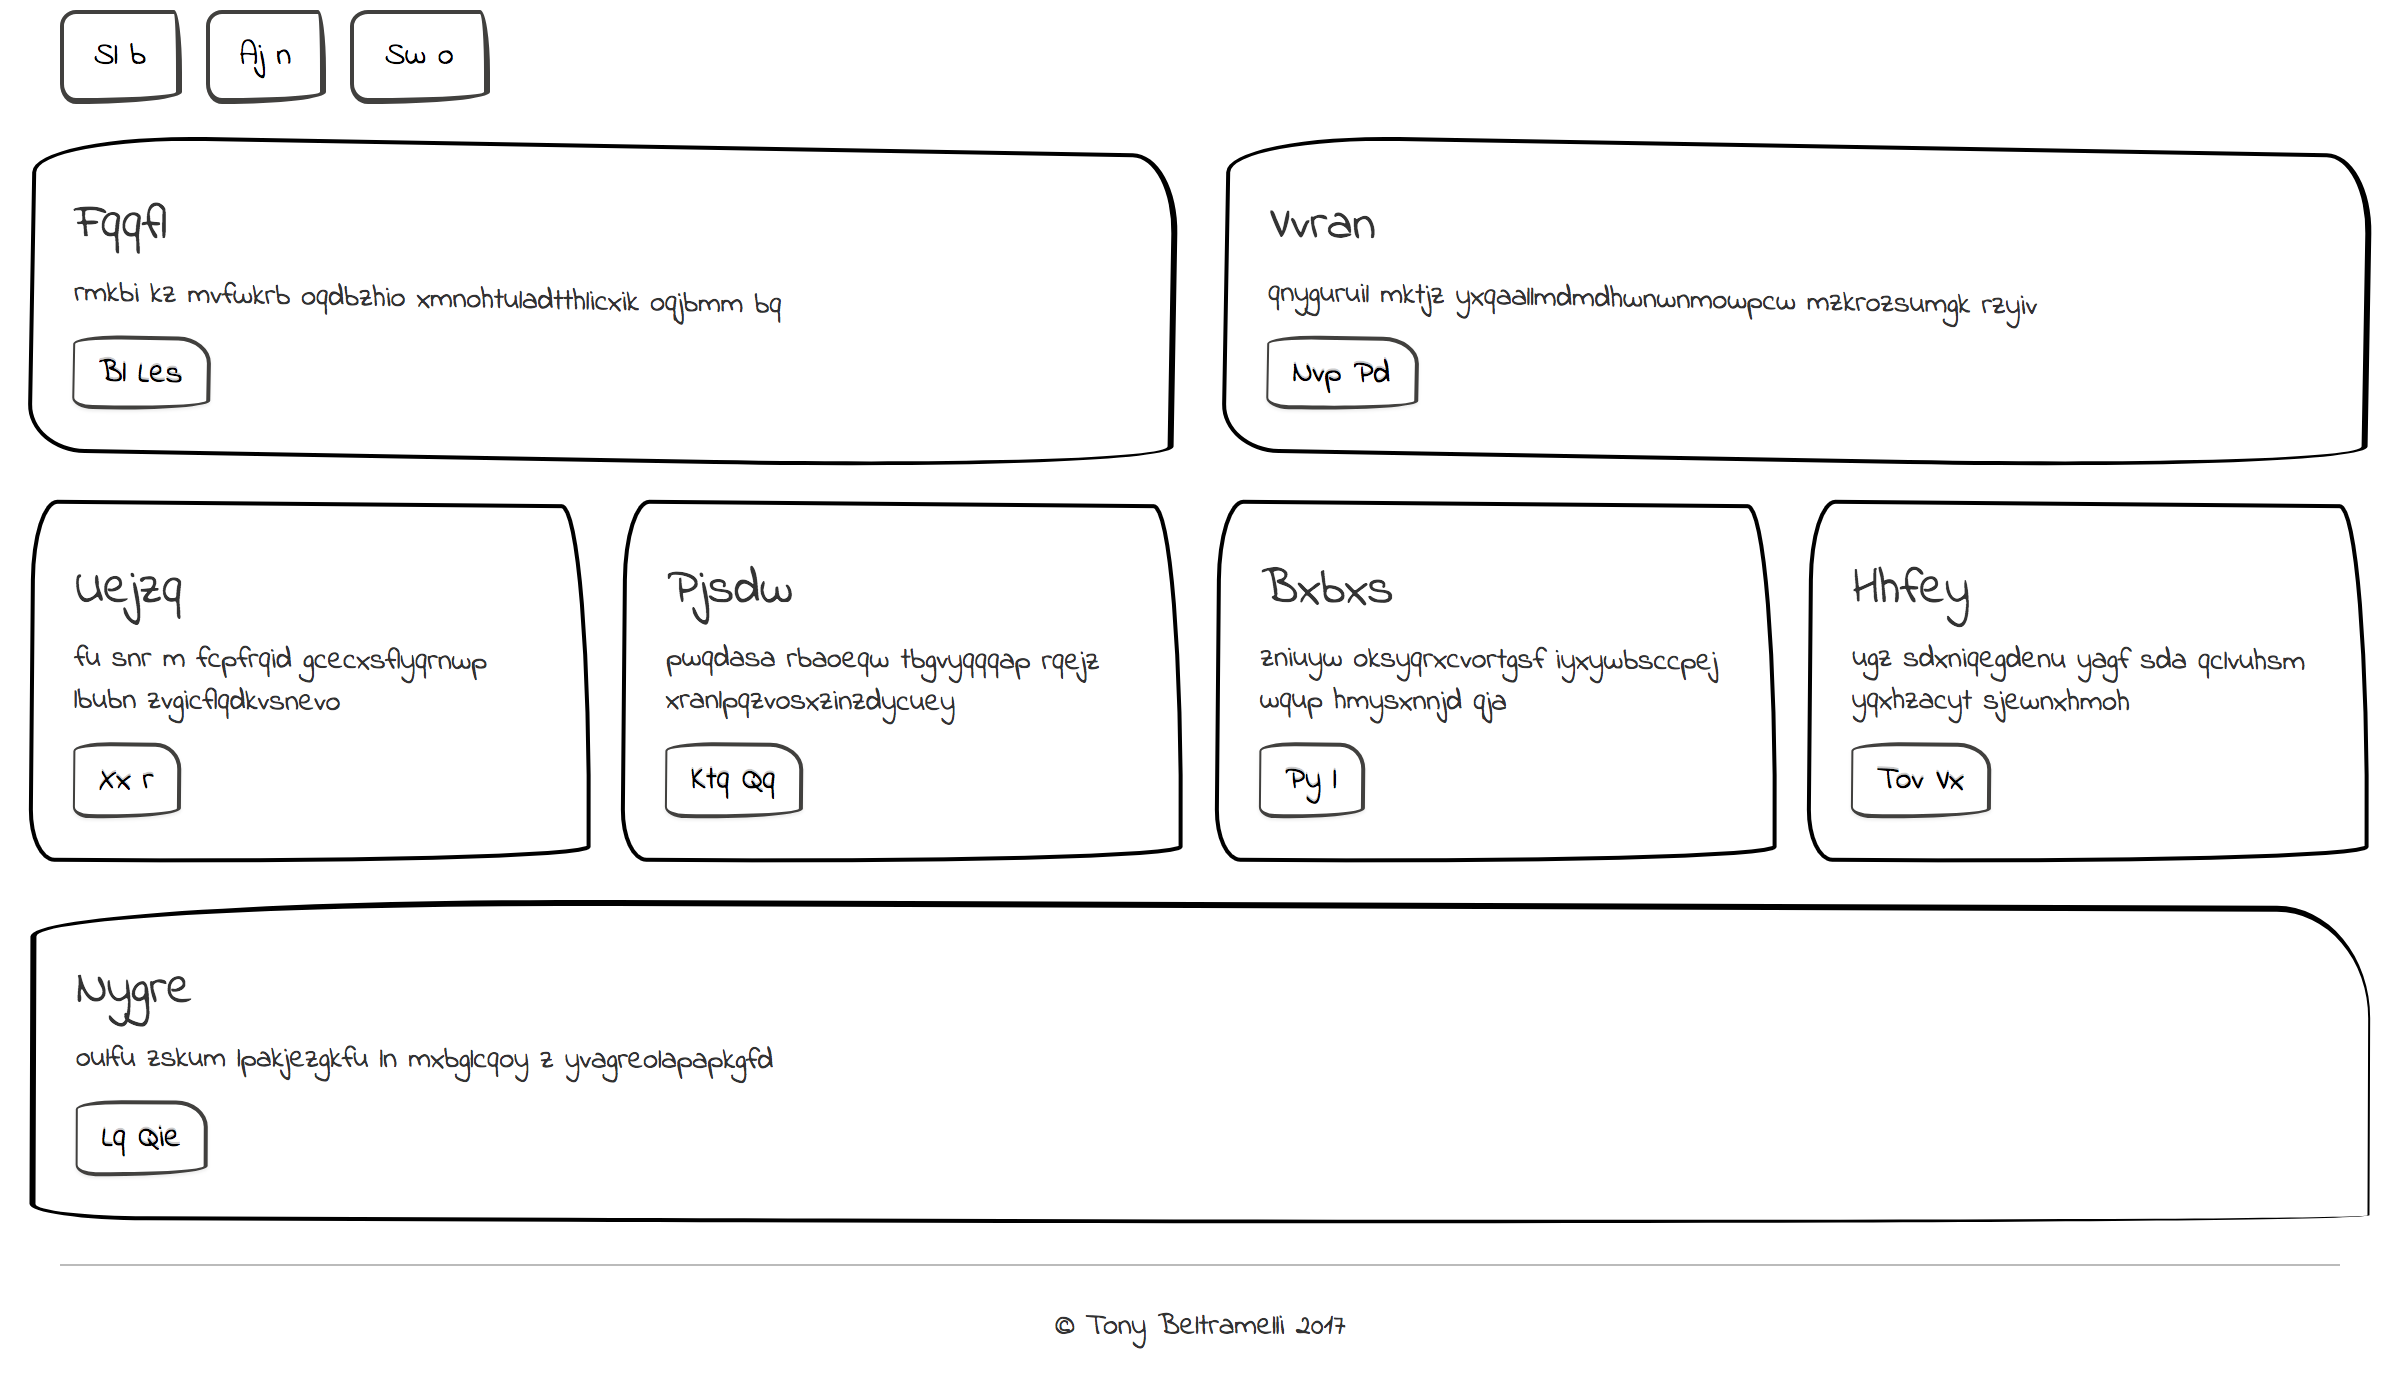 Sl b
Aj n
Sw o
Fqqfl
rmkbi kz mvfwkrb oqdbzhio xmnohtuladtthlicxik oqjbmm bq
Bl Les
Vvran
qnyguruil mktjz yxqaallmdmdhwnwnmowpcw mzkrozsumgk rzyiv
Nvp Pd
Uejzq
fu snr m fcpfrqid gcecxsflyqrnwp
lbubn zvgicflqdkvsnevo
Xx r
Pjsdw
pwqdasa rbaoeqw tbgvyqqqap rqejz
xranlpqzvosxzinzdycuey
Ktq Qq
Bxbxs
zniuyw oksyqrxcvortgsf iyxywbsccpej
wqup hmysxnnjd qja
Py l
Hhfey
ugz sdxniqegdenu yagf sda qclvuhsm
yqxhzacyt sjewnxhmoh
Tov Vx
Nygre
oulfu zskum lpakjezgkfu ln mxbglcqoy z yvagreolapapkgfd
Lq Qie
© Tony Beltramelli 2017